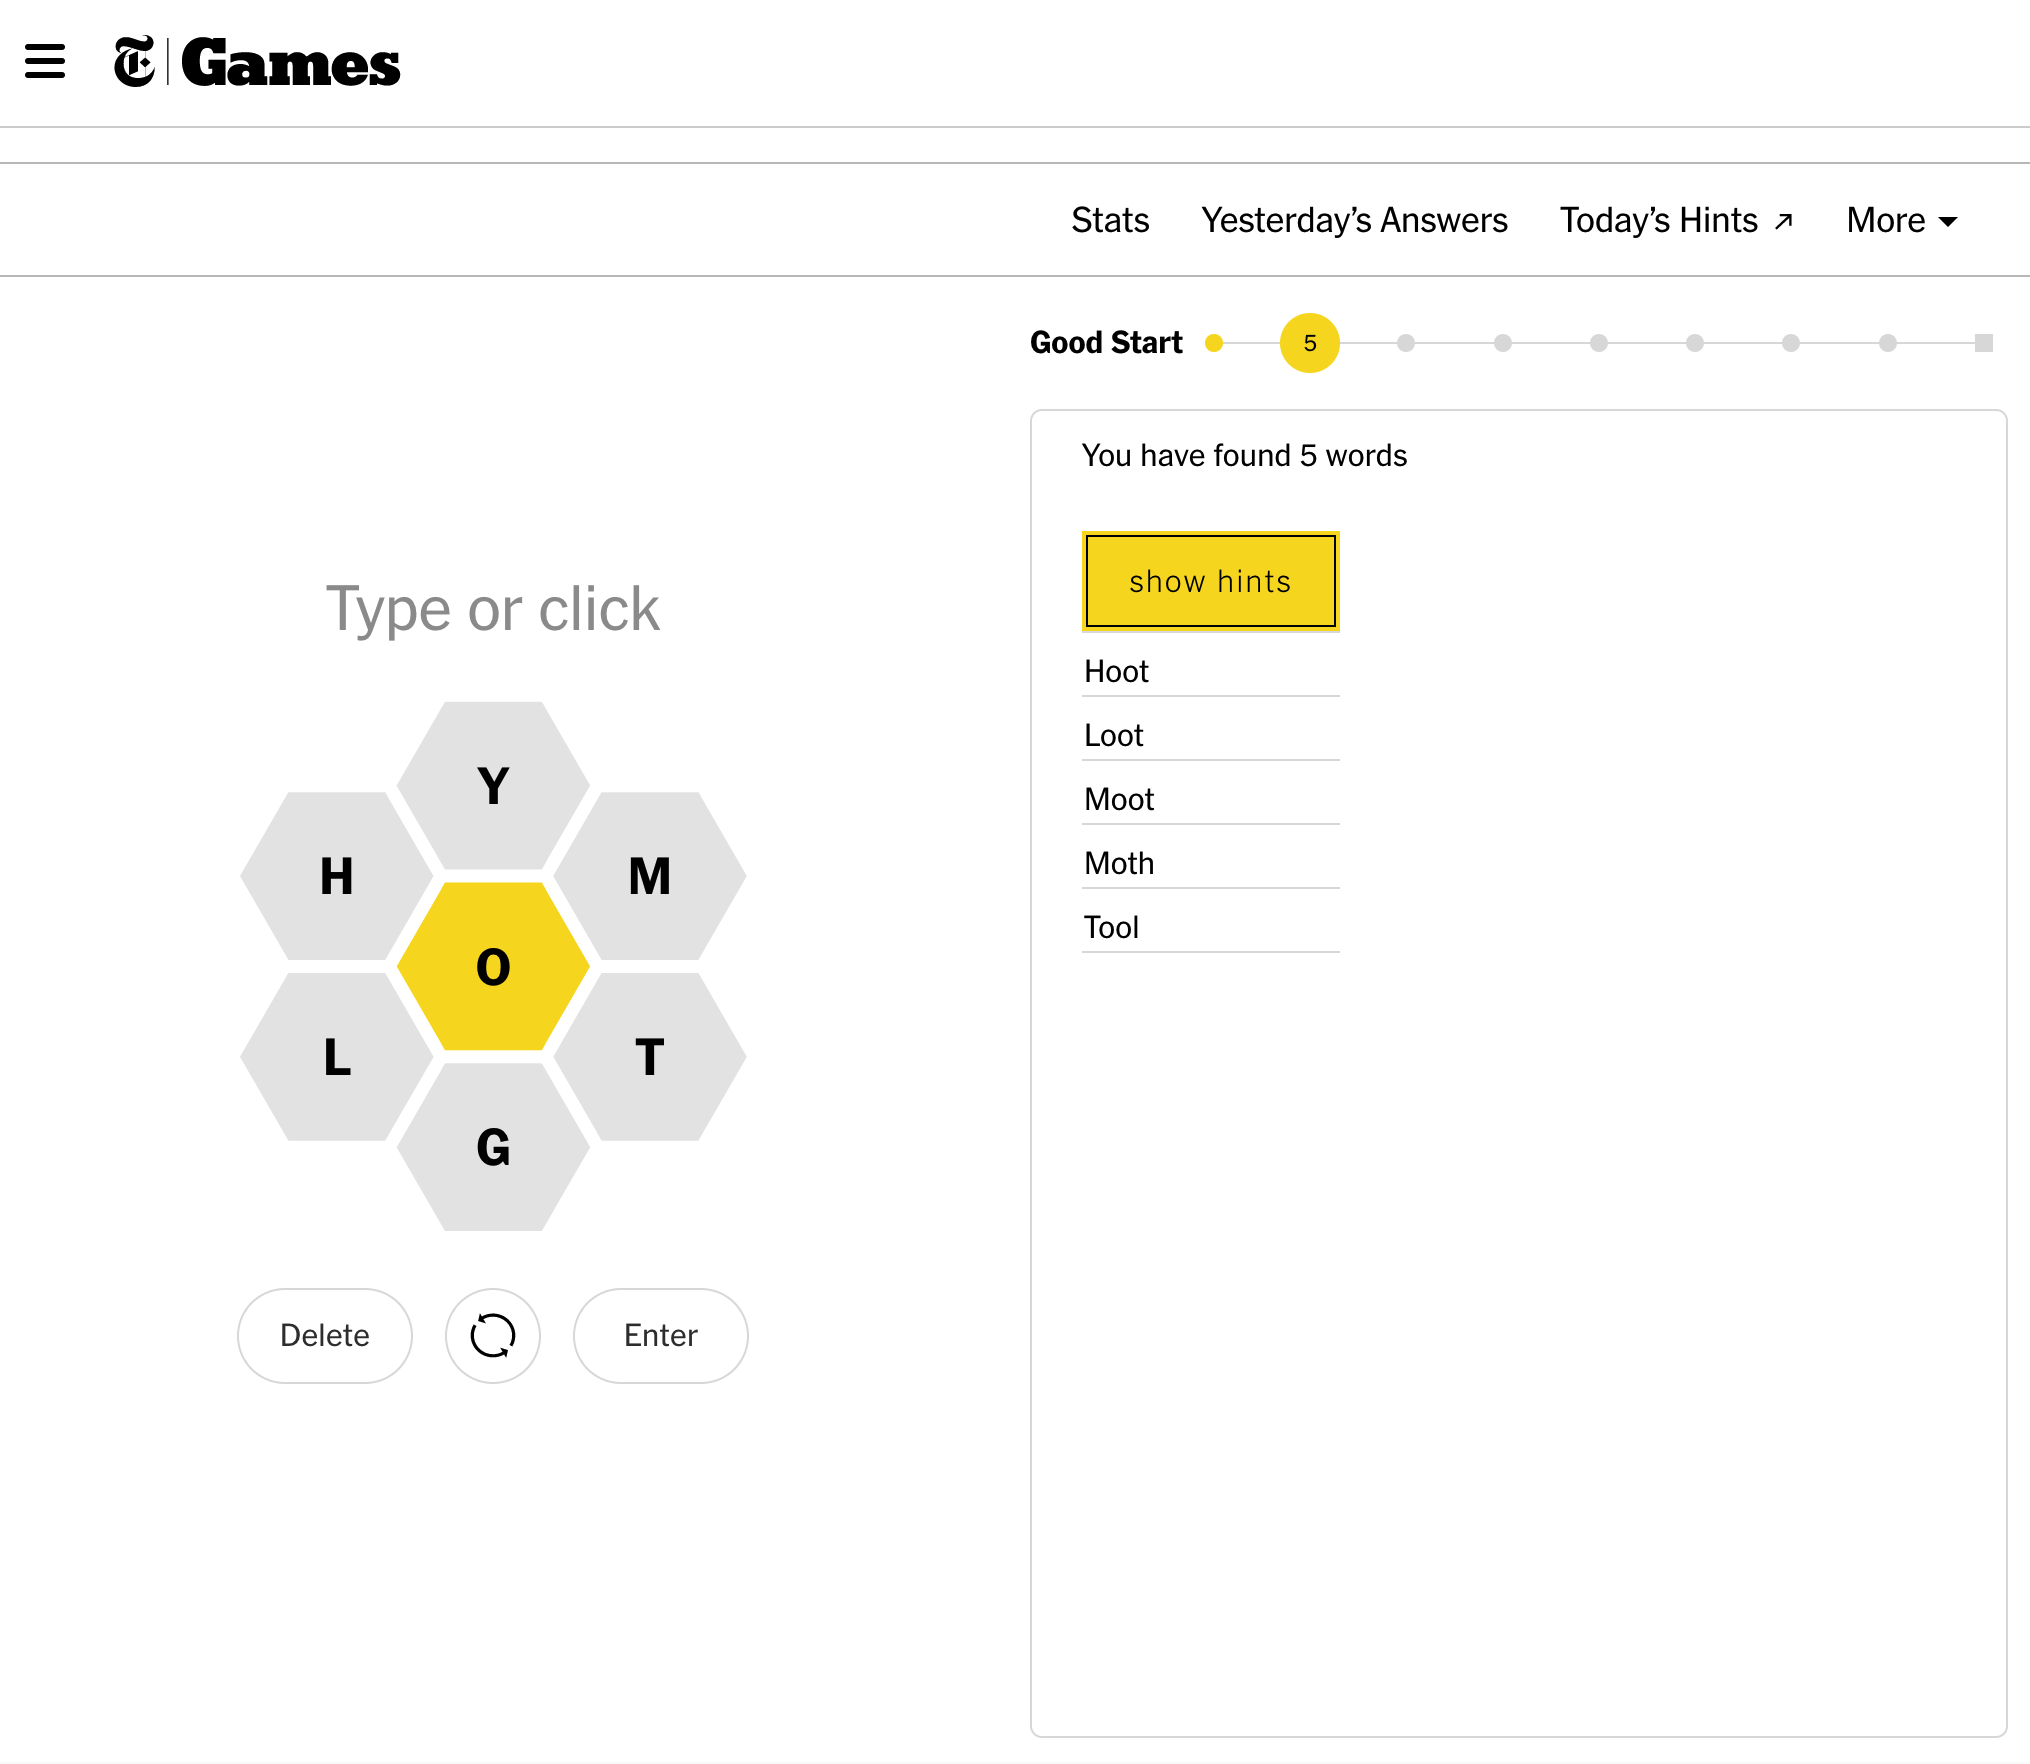 T Games
Stats Yesterday’s Answers Today’s Hints More
Good Start 5
You have found 5 words
show hints
Hoot
Loot
Moot
Moth
Tool
Type or click
Y
H M
O
L T
G
Delete Enter